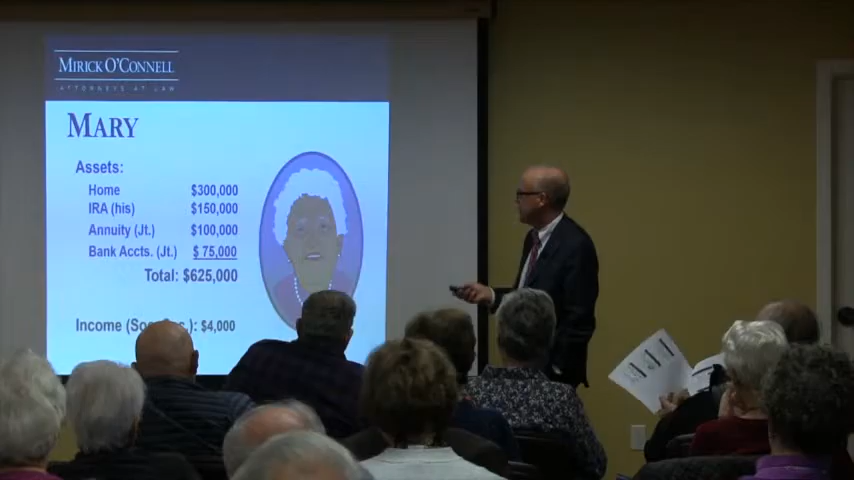 MIRICK O'CONNELL
ATTORNEYS AT LAW
MARY
Assets:
Home $300,000
IRA (his) $150,000
Annuity (Jt.) $100,000
Bank Accts. (Jt.) $ 75,000
Total: $625,000
Income (Soc. ): $4,000